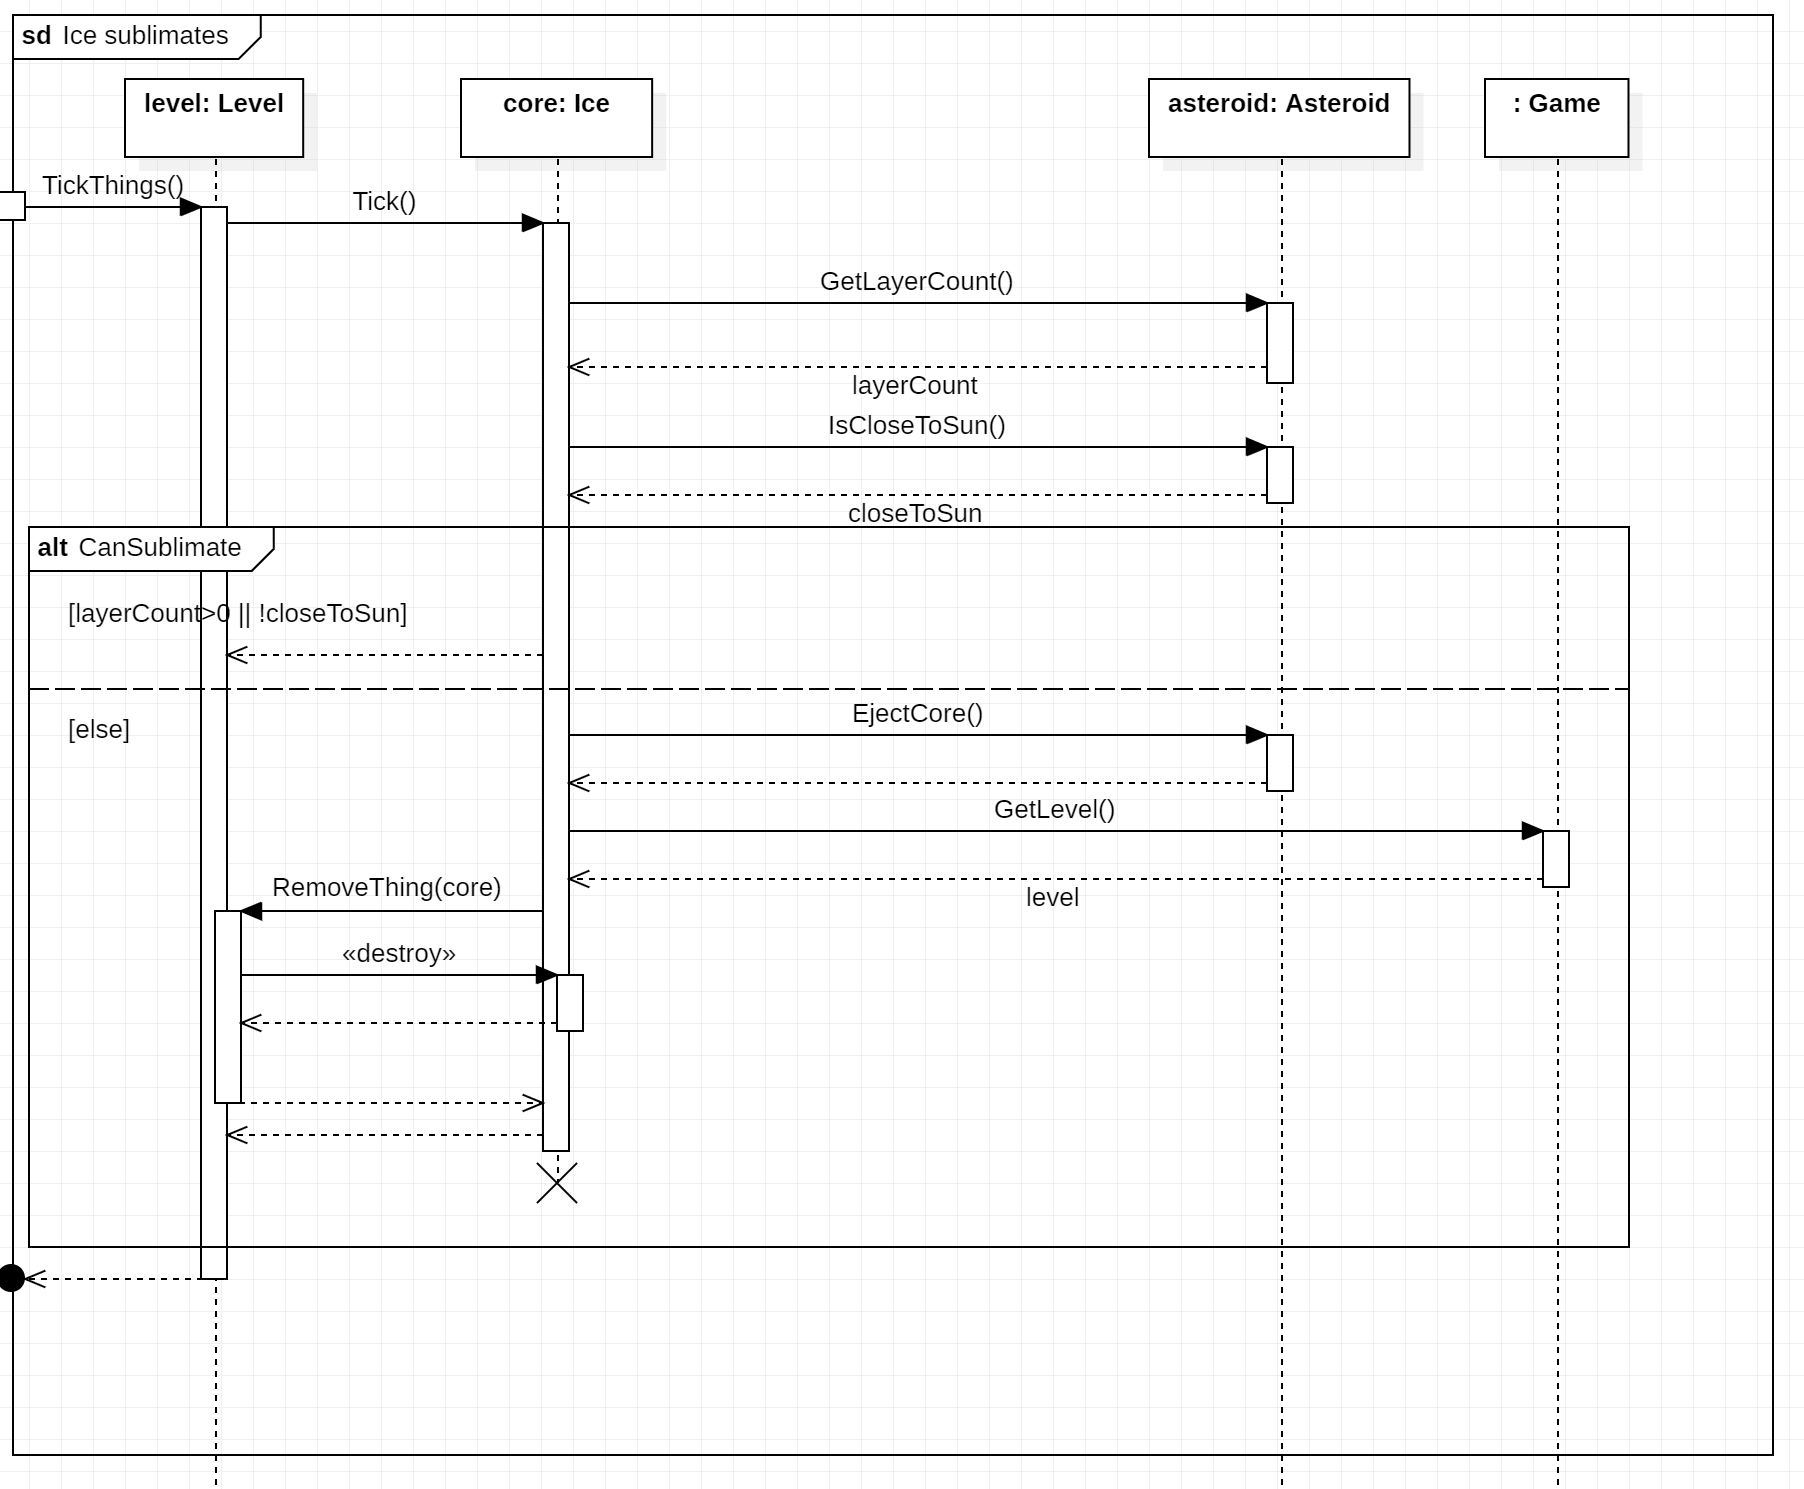 sd Ice sublimates
level: Level
core: Ice
asteroid: Asteroid
: Game
TickThings()
Tick()
GetLayerCount()
layerCount
IsCloseToSun()
closeToSun
alt CanSublimate
[layerCount>0 || !closeToSun]
[else]
EjectCore()
GetLevel()
RemoveThing(core)
level
«destroy»